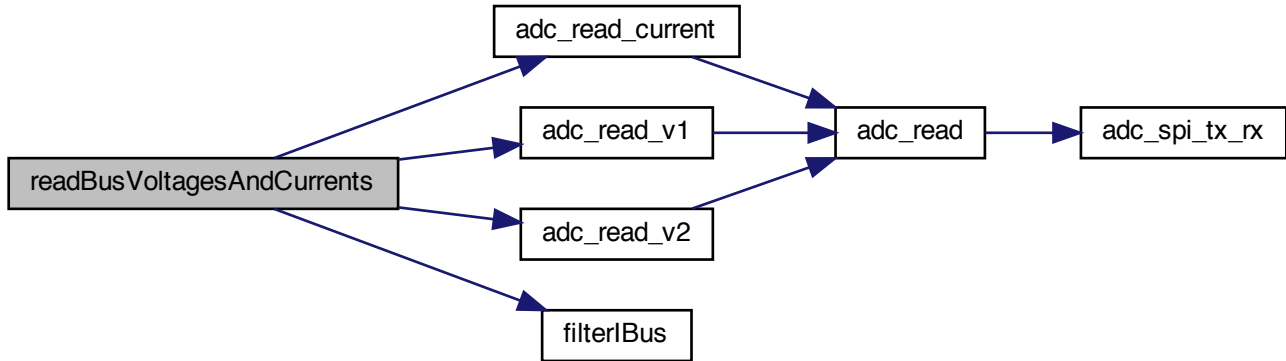 adc_read_current
adc_read_v1
adc_read
adc_spi_tx_rx
readBusVoltagesAndCurrents
adc_read_v2
filterIBus